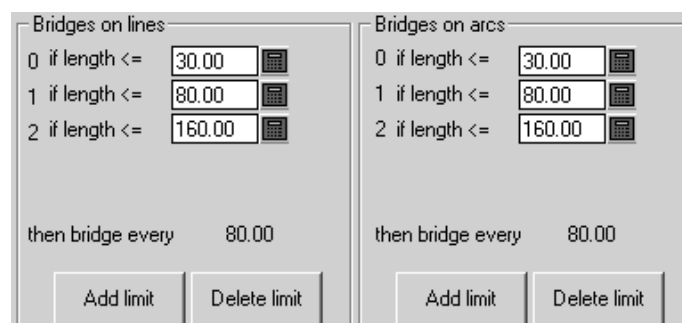 Bridges on lines
0 if length <= 30.00
1 if length <= 80.00
2 if length <= 160.00
then bridge every 80.00
Add limit Delete limit
Bridges on arcs
0 if length <= 30.00
1 if length <= 80.00
2 if length <= 160.00
then bridge every 80.00
Add limit Delete limit